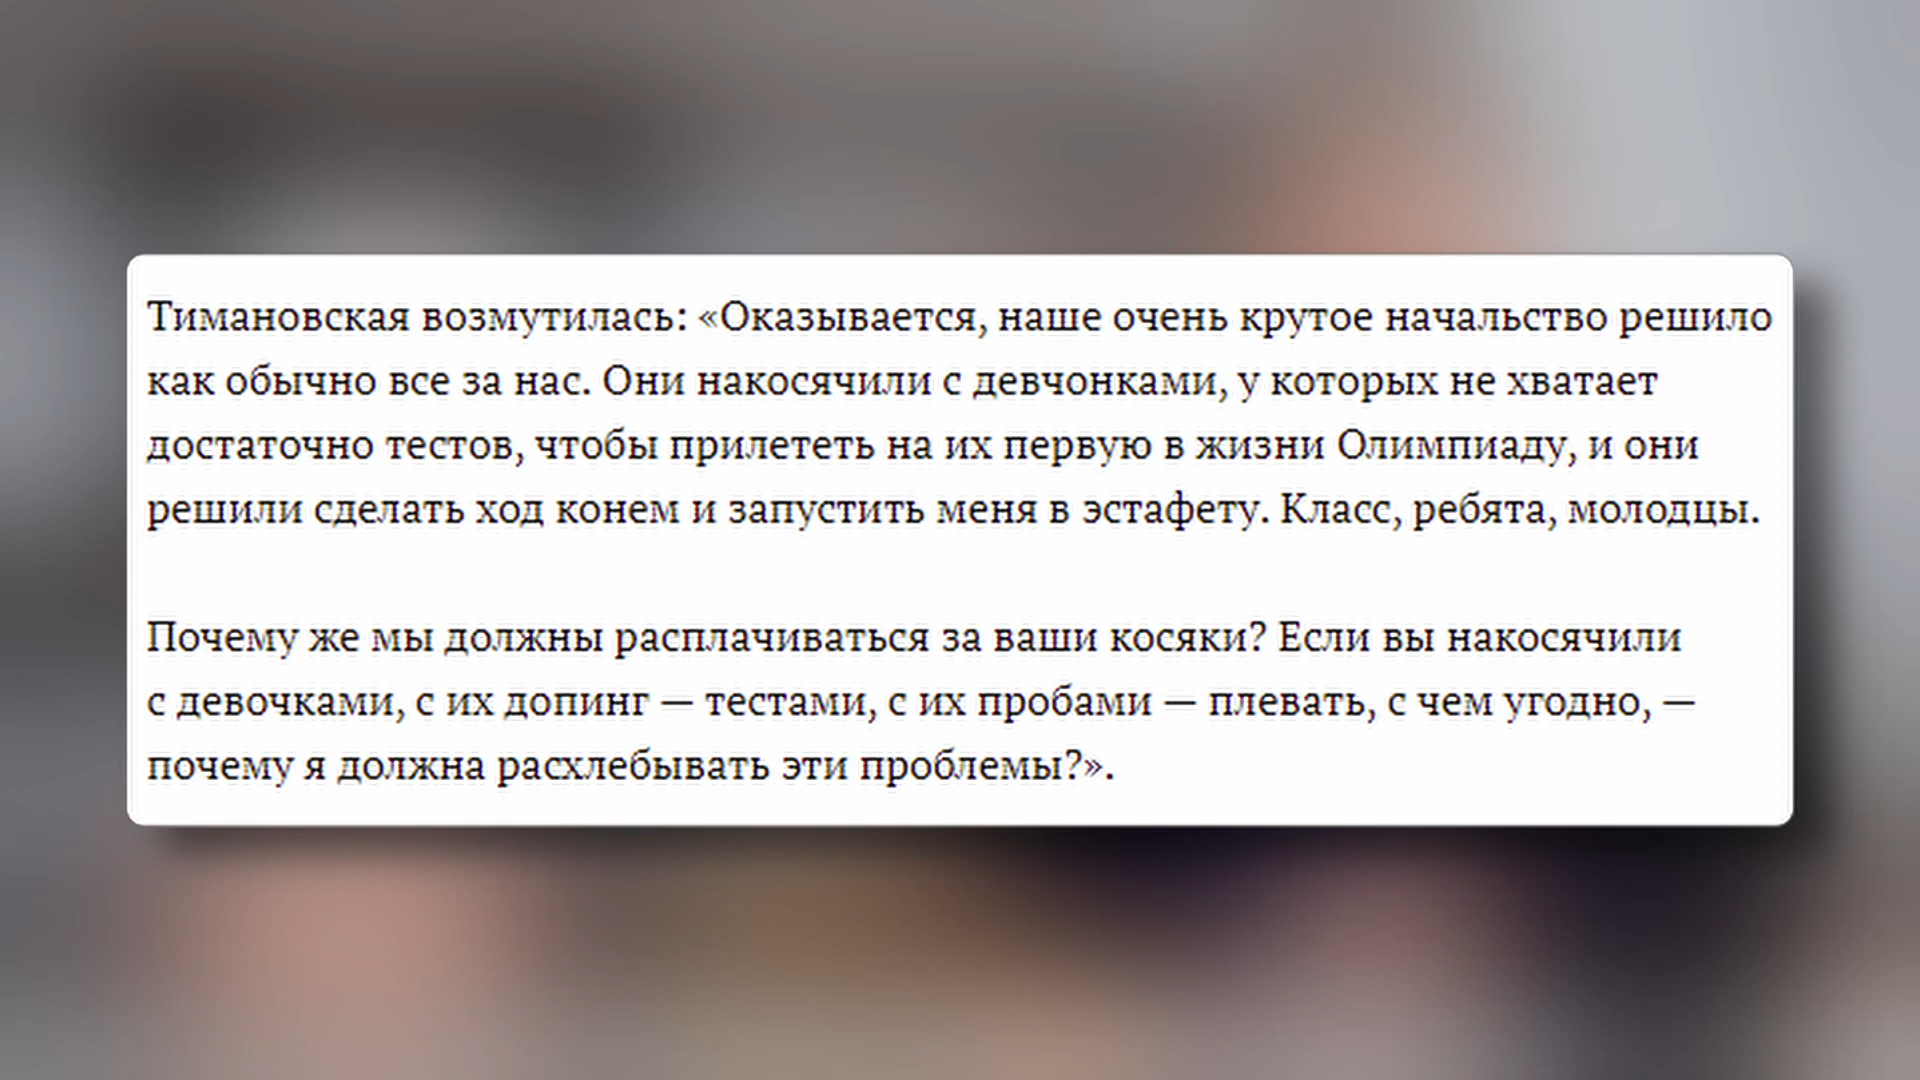 Тимановская возмутилась: «Оказывается, наше очень крутое начальство решило
как обычно все за нас. Они накосячили с девчонками, у которых не хватает
достаточно тестов, чтобы прилететь на их первую в жизни Олимпиаду, и они
решили сделать ход конем и запустить меня в эстафету. Класс, ребята, молодцы.
Почему же мы должны расплачиваться за ваши косяки? Если вы накосячили
с девочками, с их допинг — тестами, с их пробами — плевать, с чем угодно, —
почему я должна расхлебывать эти проблемы?».